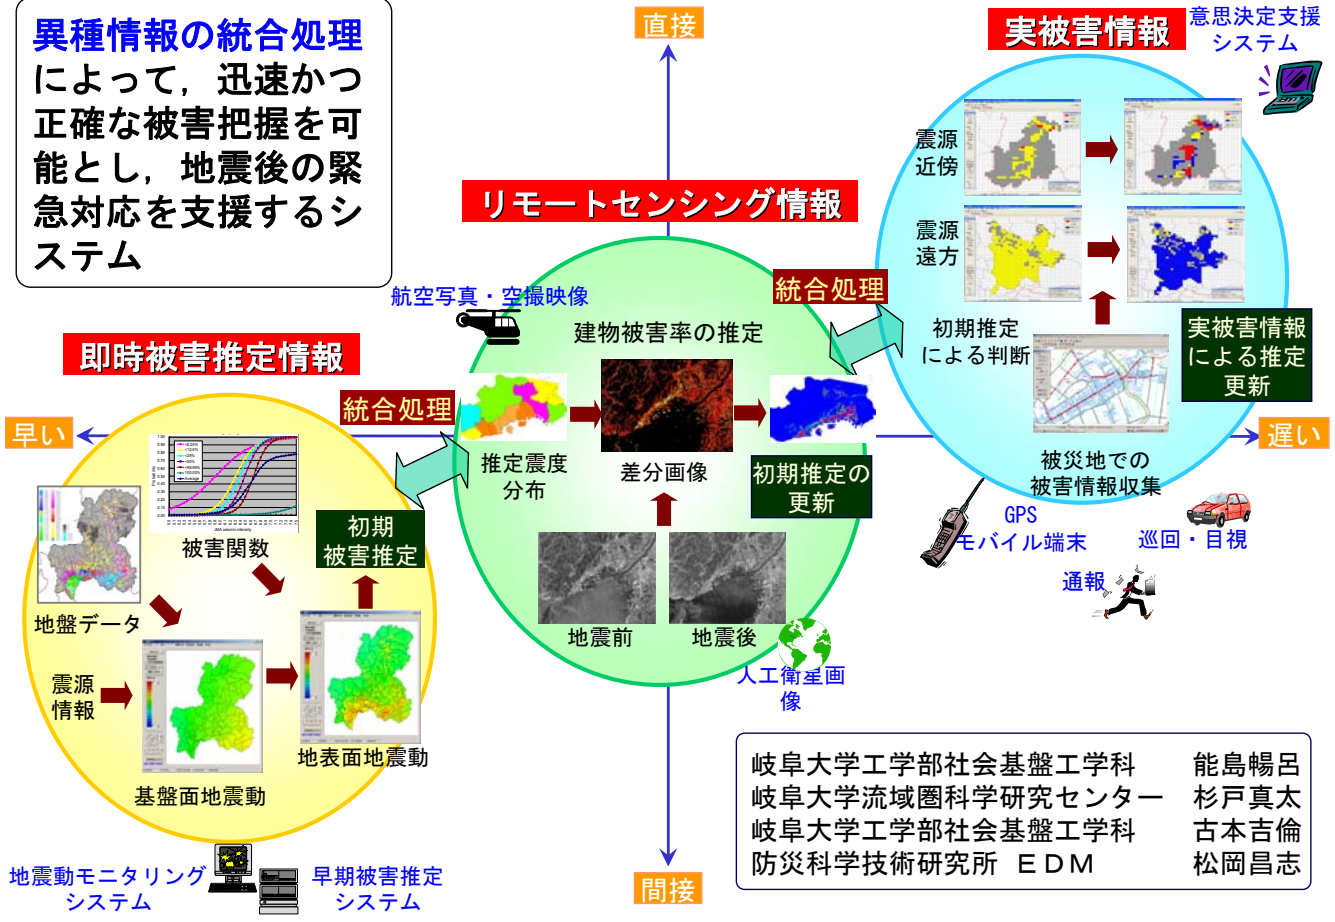 異種情報の統合処理
によって，迅速かつ
正確な被害把握を可
能とし，地震後の緊
急対応を支援するシ
ステム
直接
実被害情報
意思決定支援
システム
震源
近傍
震源
遠方
リモートセンシング情報
統合処理
航空写真・空撮映像
建物被害率の推定
初期推定
による判断
実被害情報
による推定
更新
即時被害推定情報
統合処理
早い
遅い
推定震度
分布
差分画像
初期推定の
更新
被災地での
被害情報収集
GPS
モバイル端末
巡回・目視
通報
被害関数
初期
被害推定
JMA seismic intensity
地盤データ
地震前
地震後
人工衛星画
像
震源
情報
地表面地震動
基盤面地震動
地震動モニタリング
システム
早期被害推定
システム
間接
岐阜大学工学部社会基盤工学科 能島暢呂
岐阜大学流域圏科学研究センター 杉戸真太
岐阜大学工学部社会基盤工学科 古本吉倫
防災科学技術研究所 ＥＤＭ 松岡昌志